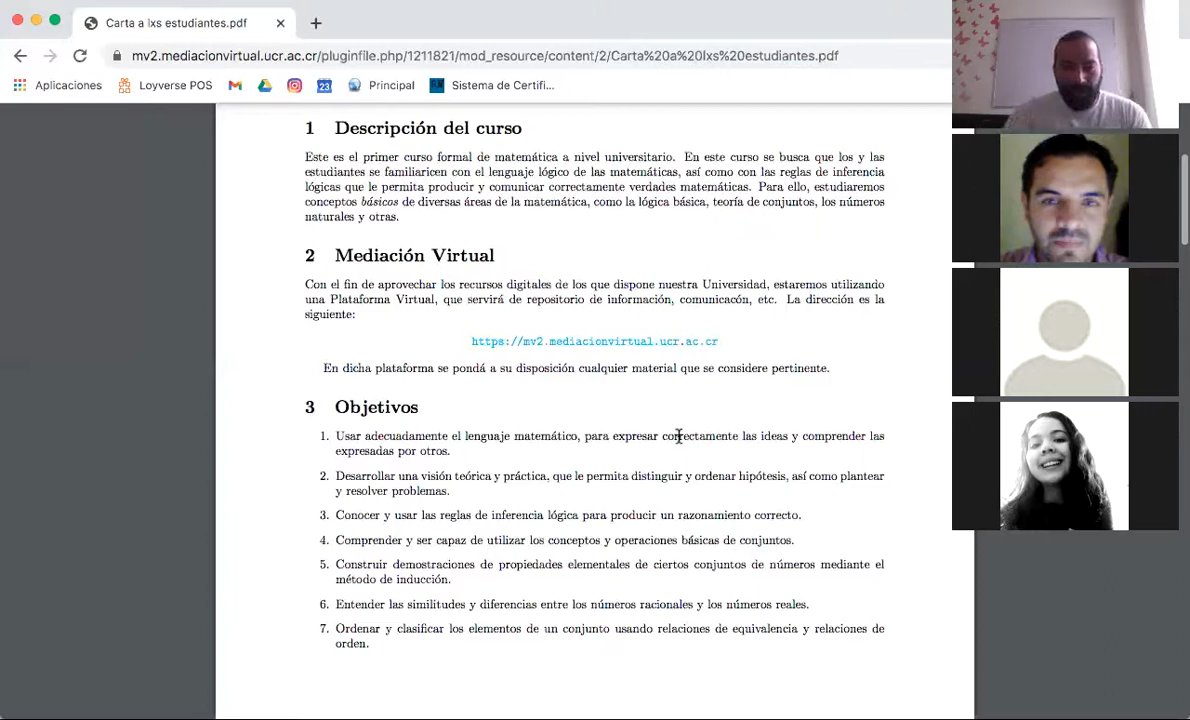 Carta a lxs estudiantes.pdf
mv2.mediacionvirtual.ucr.ac.cr/pluginfile.php/1211821/mod_resource/content/2/Carta%20a%20lxs%20estudiantes.pdf
Aplicaciones Loyverse POS 23 Principal Sistema de Certifi...
1 Descripción del curso
Este es el primer curso formal de matemática a nivel universitario. En este curso se busca que los y las
estudiantes se familiaricen con el lenguaje lógico de las matemáticas, así como con las reglas de inferencia
lógicas que le permita producir y comunicar correctamente verdades matemáticas. Para ello, estudiaremos
conceptos básicos de diversas áreas de la matemática, como la lógica básica, teoría de conjuntos, los números
naturales y otras.
2 Mediación Virtual
Con el fin de aprovechar los recursos digitales de los que dispone nuestra Universidad, estaremos utilizando
una Plataforma Virtual, que servirá de repositorio de información, comunicacón, etc. La dirección es la
siguiente:
https://mv2.mediacionvirtual.ucr.ac.cr
En dicha plataforma se pondá a su disposición cualquier material que se considere pertinente.
3 Objetivos
1. Usar adecuadamente el lenguaje matemático, para expresar correctamente las ideas y comprender las
expresadas por otros.
2. Desarrollar una visión teórica y práctica, que le permita distinguir y ordenar hipótesis, así como plantear
y resolver problemas.
3. Conocer y usar las reglas de inferencia lógica para producir un razonamiento correcto.
4. Comprender y ser capaz de utilizar los conceptos y operaciones básicas de conjuntos.
5. Construir demostraciones de propiedades elementales de ciertos conjuntos de números mediante el
método de inducción.
6. Entender las similitudes y diferencias entre los números racionales y los números reales.
7. Ordenar y clasificar los elementos de un conjunto usando relaciones de equivalencia y relaciones de
orden.